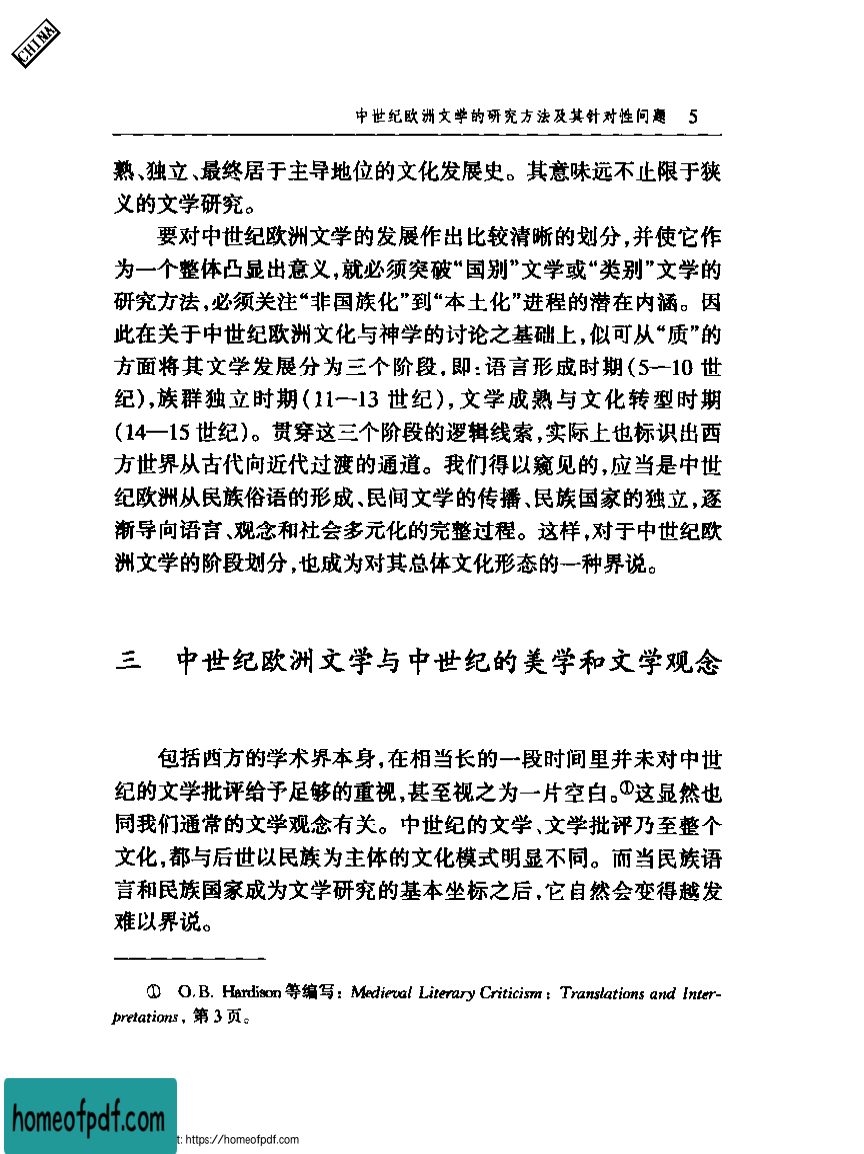 CHINA
中世纪欧洲文学的研究方法及其针对性问题 5
熟、独立、最终居于主导地位的文化发展史。其意味远不止限于狭
义的文学研究。
要对中世纪欧洲文学的发展作出比较清晰的划分,并使它作
为一个整体凸显出意义,就必须突破“国别”文学或“类别”文学的
研究方法,必须关注“非国族化”到“本土化”进程的潜在内涵。因
此在关于中世纪欧洲文化与神学的讨论之基础上,似可从“质”的
方面将其文学发展分为三个阶段,即:语言形成时期(5—10 世
纪),族群独立时期(11—13 世纪),文学成熟与文化转型时期
(14—15 世纪)。贯穿这三个阶段的逻辑线索,实际上也标识出西
方世界从古代向近代过渡的通道。我们得以窥见的,应当是中世
纪欧洲从民族俗语的形成、民间文学的传播、民族国家的独立,逐
渐导向语言、观念和社会多元化的完整过程。这样,对于中世纪欧
洲文学的阶段划分,也成为对其总体文化形态的一种界说。
三 中世纪欧洲文学与中世纪的美学和文学观念
包括西方的学术界本身,在相当长的一段时间里并未对中世
纪的文学批评给予足够的重视,甚至视之为一片空白。①这显然也
同我们通常的文学观念有关。中世纪的文学、文学批评乃至整个
文化,都与后世以民族为主体的文化模式明显不同。而当民族语
言和民族国家成为文学研究的基本坐标之后,它自然会变得越发
难以界说。
① O.B. Hardison等编写:Medieval Literary Criticism:Translations and Inter-
pretations,第 3 页。
homeofpdf.com
t: https://homeofpdf.com